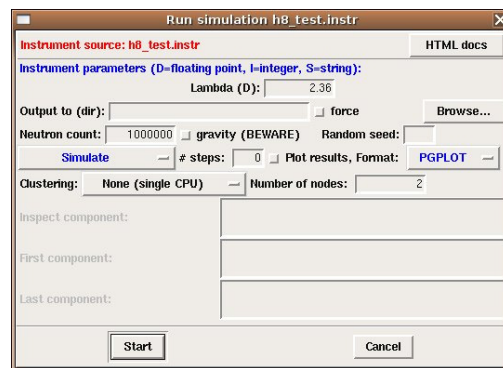 Run simulation h8_test.instr
Instrument source: h8_test.instr HTML docs
Instrument parameters (D=floating point, I=integer, S=string):
Lambda (D): 2.36
Output to (dir): force Browse...
Neutron count: 1000000 gravity (BEWARE) Random seed:
Simulate # steps: 0 Plot results, Format: PGPLOT
Clustering: None (single CPU) Number of nodes: 2
Inspect component:
First component:
Last component:
Start Cancel